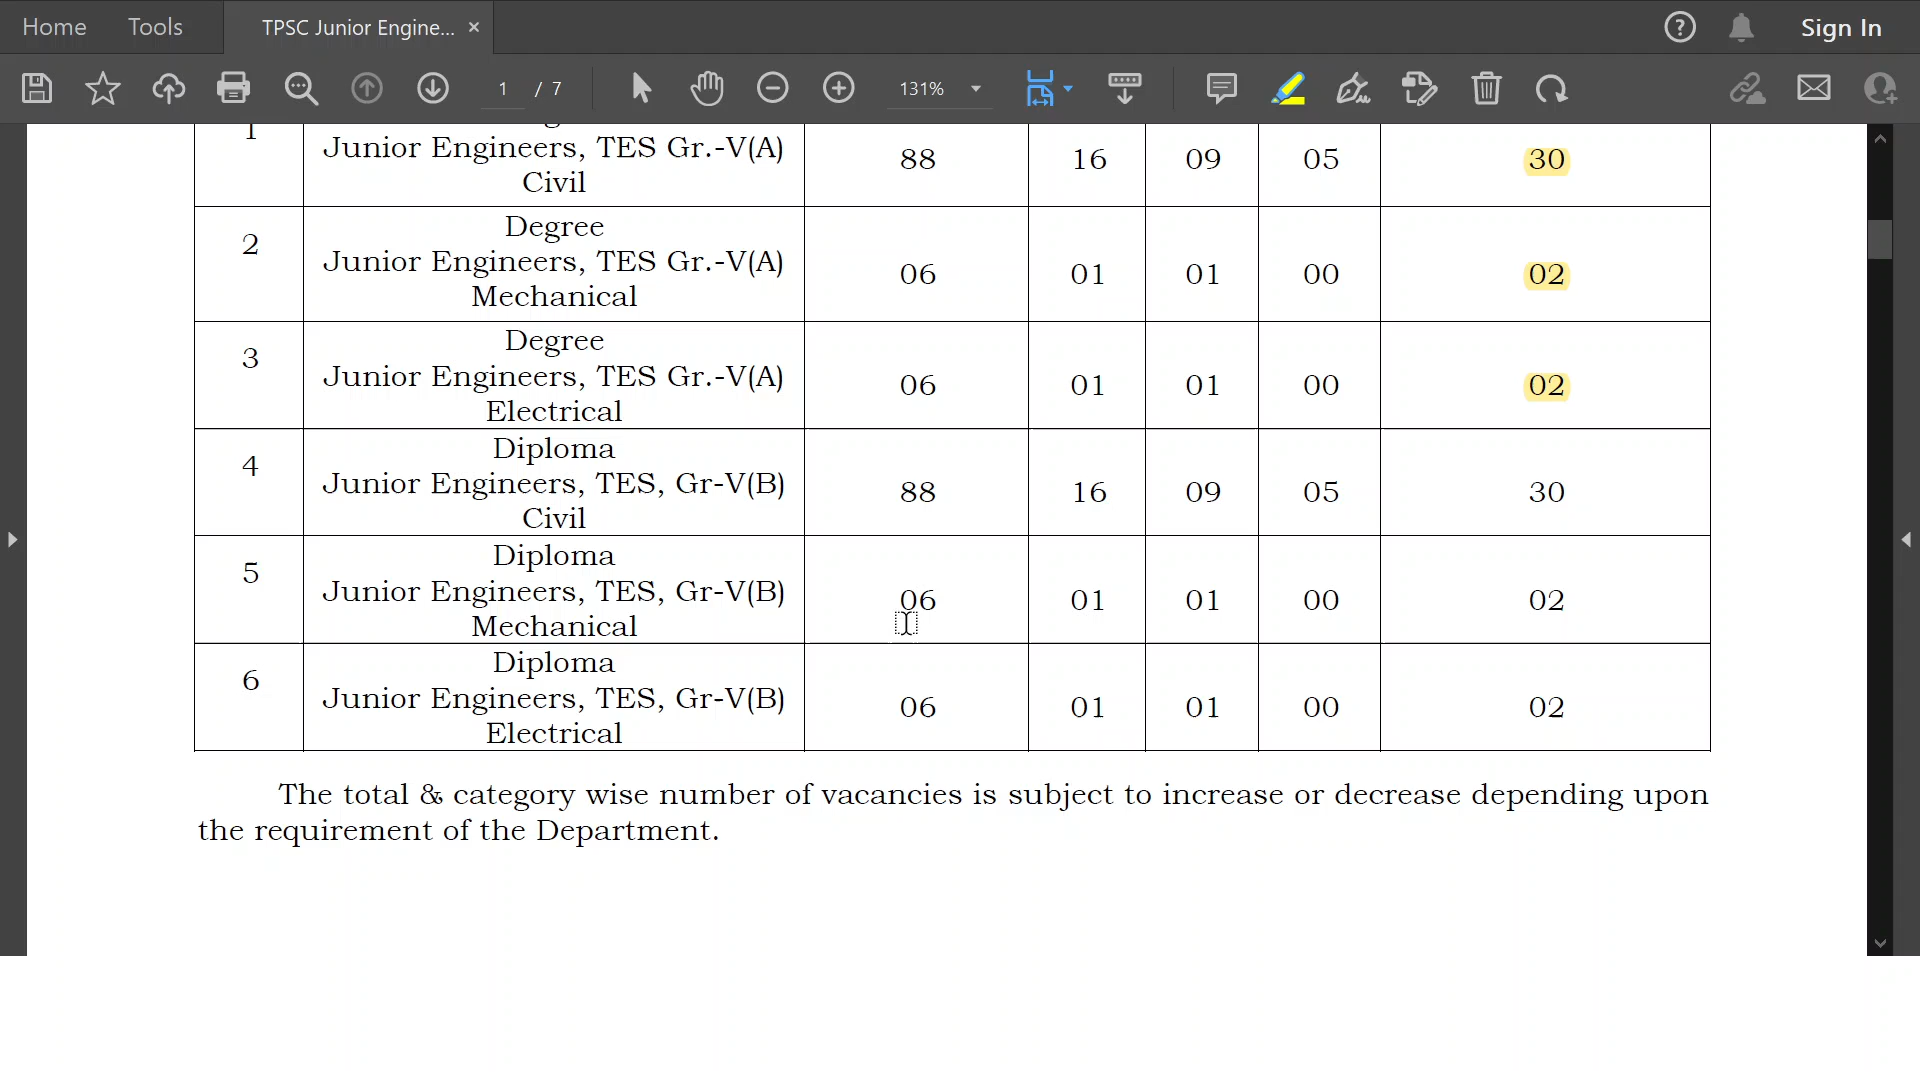 Home Tools TPSC Junior Engine... × Sign In
1 / 7 131%
1 Junior Engineers, TES Gr.-V(A) Civil 88 16 09 05 30
2 Degree Junior Engineers, TES Gr.-V(A) Mechanical 06 01 01 00 02
3 Degree Junior Engineers, TES Gr.-V(A) Electrical 06 01 01 00 02
4 Diploma Junior Engineers, TES, Gr-V(B) Civil 88 16 09 05 30
5 Diploma Junior Engineers, TES, Gr-V(B) Mechanical 06 01 01 00 02
6 Diploma Junior Engineers, TES, Gr-V(B) Electrical 06 01 01 00 02
The total & category wise number of vacancies is subject to increase or decrease depending upon
the requirement of the Department.